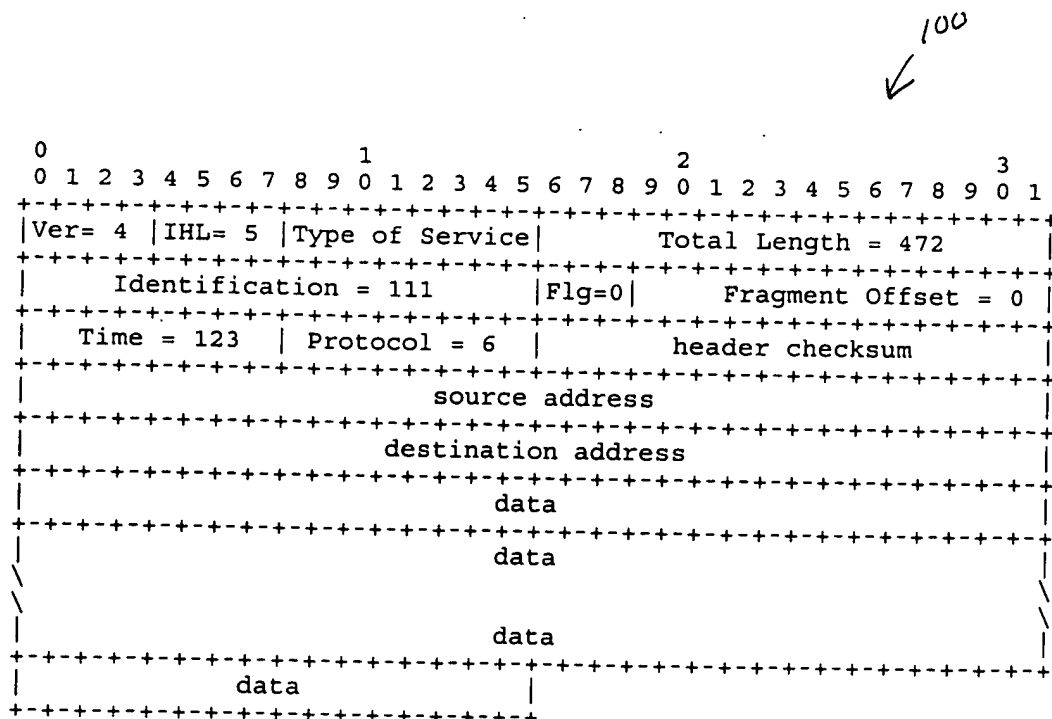 100
0 1 2 3
0 1 2 3 4 5 6 7 8 9 0 1 2 3 4 5 6 7 8 9 0 1 2 3 4 5 6 7 8 9 0 1
+-+-+-+-+-+-+-+-+-+-+-+-+-+-+-+-+-+-+-+-+-+-+-+-+-+-+-+-+-+-+-+-+
|Ver= 4 |IHL= 5 |Type of Service| Total Length = 472 |
+-+-+-+-+-+-+-+-+-+-+-+-+-+-+-+-+-+-+-+-+-+-+-+-+-+-+-+-+-+-+-+-+
| Identification = 111 |Flg=0| Fragment Offset = 0 |
+-+-+-+-+-+-+-+-+-+-+-+-+-+-+-+-+-+-+-+-+-+-+-+-+-+-+-+-+-+-+-+-+
| Time = 123 | Protocol = 6 | header checksum |
+-+-+-+-+-+-+-+-+-+-+-+-+-+-+-+-+-+-+-+-+-+-+-+-+-+-+-+-+-+-+-+-+
| source address |
+-+-+-+-+-+-+-+-+-+-+-+-+-+-+-+-+-+-+-+-+-+-+-+-+-+-+-+-+-+-+-+-+
| destination address |
+-+-+-+-+-+-+-+-+-+-+-+-+-+-+-+-+-+-+-+-+-+-+-+-+-+-+-+-+-+-+-+-+
| data |
+-+-+-+-+-+-+-+-+-+-+-+-+-+-+-+-+-+-+-+-+-+-+-+-+-+-+-+-+-+-+-+-+
| data |
\ \
\ \
| data |
+-+-+-+-+-+-+-+-+-+-+-+-+-+-+-+-+-+-+-+-+-+-+-+-+-+-+-+-+-+-+-+-+
| data |
+-+-+-+-+-+-+-+-+-+-+-+-+-+-+-+-+